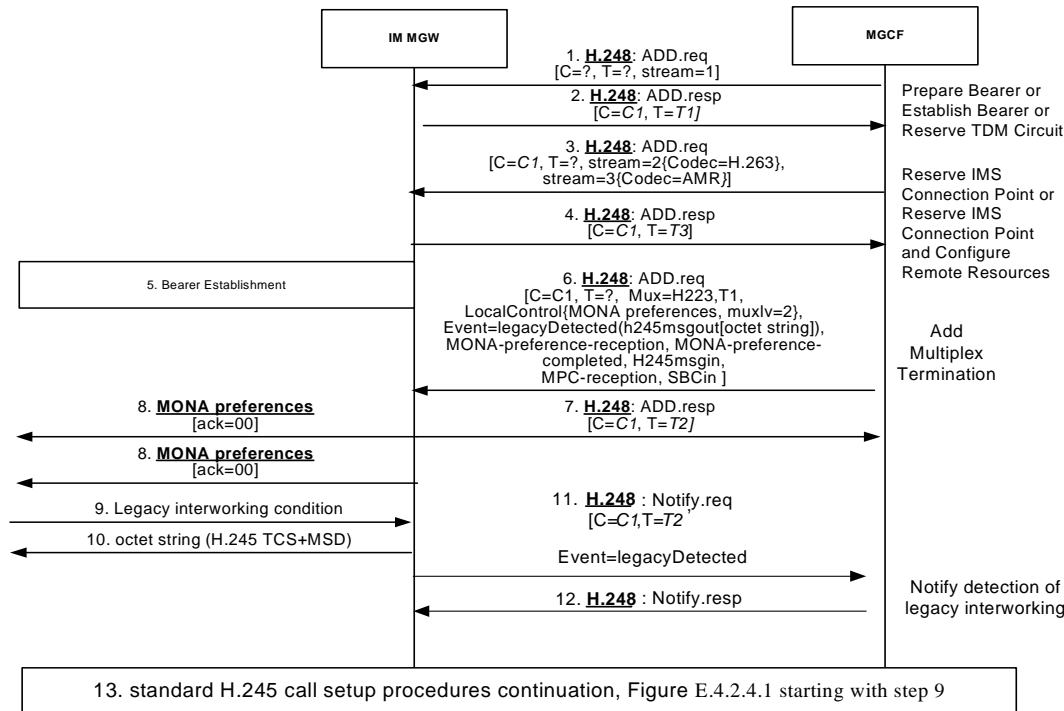 IM MGW
MGCF
1. H.248: ADD.req
[C=?, T=?, stream=1]
2. H.248: ADD.resp
[C=C1, T=T1]
Prepare Bearer or
Establish Bearer or
Reserve TDM Circuit
3. H.248: ADD.req
[C=C1, T=?, stream=2{Codec=H.263},
stream=3{Codec=AMR}]
4. H.248: ADD.resp
[C=C1, T=T3]
Reserve IMS
Connection Point or
Reserve IMS
Connection Point
and Configure
Remote Resources
5. Bearer Establishment
6. H.248: ADD.req
[C=C1, T=?, Mux=H223,T1,
LocalControl{MONA preferences, muxlv=2},
Event=legacyDetected(h245msgout[octet string]),
MONA-preference-reception, MONA-preference-
completed, H245msgin,
MPC-reception, SBCin ]
Add
Multiplex
Termination
8. MONA preferences
[ack=00]
7. H.248: ADD.resp
[C=C1, T=T2]
8. MONA preferences
[ack=00]
9. Legacy interworking condition
10. octet string (H.245 TCS+MSD)
11. H.248 : Notify.req
[C=C1,T=T2 ,
Event=legacyDetected
12. H.248 : Notify.resp
Notify detection of
legacy interworking
13. standard H.245 call setup procedures continuation, Figure E.4.2.4.1 starting with step 9